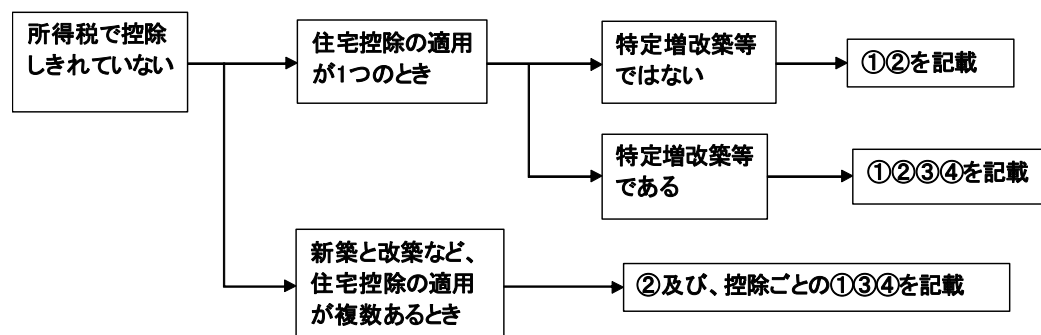 所得税で控除
しきれていない
住宅控除の適用
が1つのとき
特定増改築等
ではない
①②を記載
特定増改築等
である
①②③④を記載
新築と改築など、
住宅控除の適用
が複数あるとき
②及び、控除ごとの①③④を記載